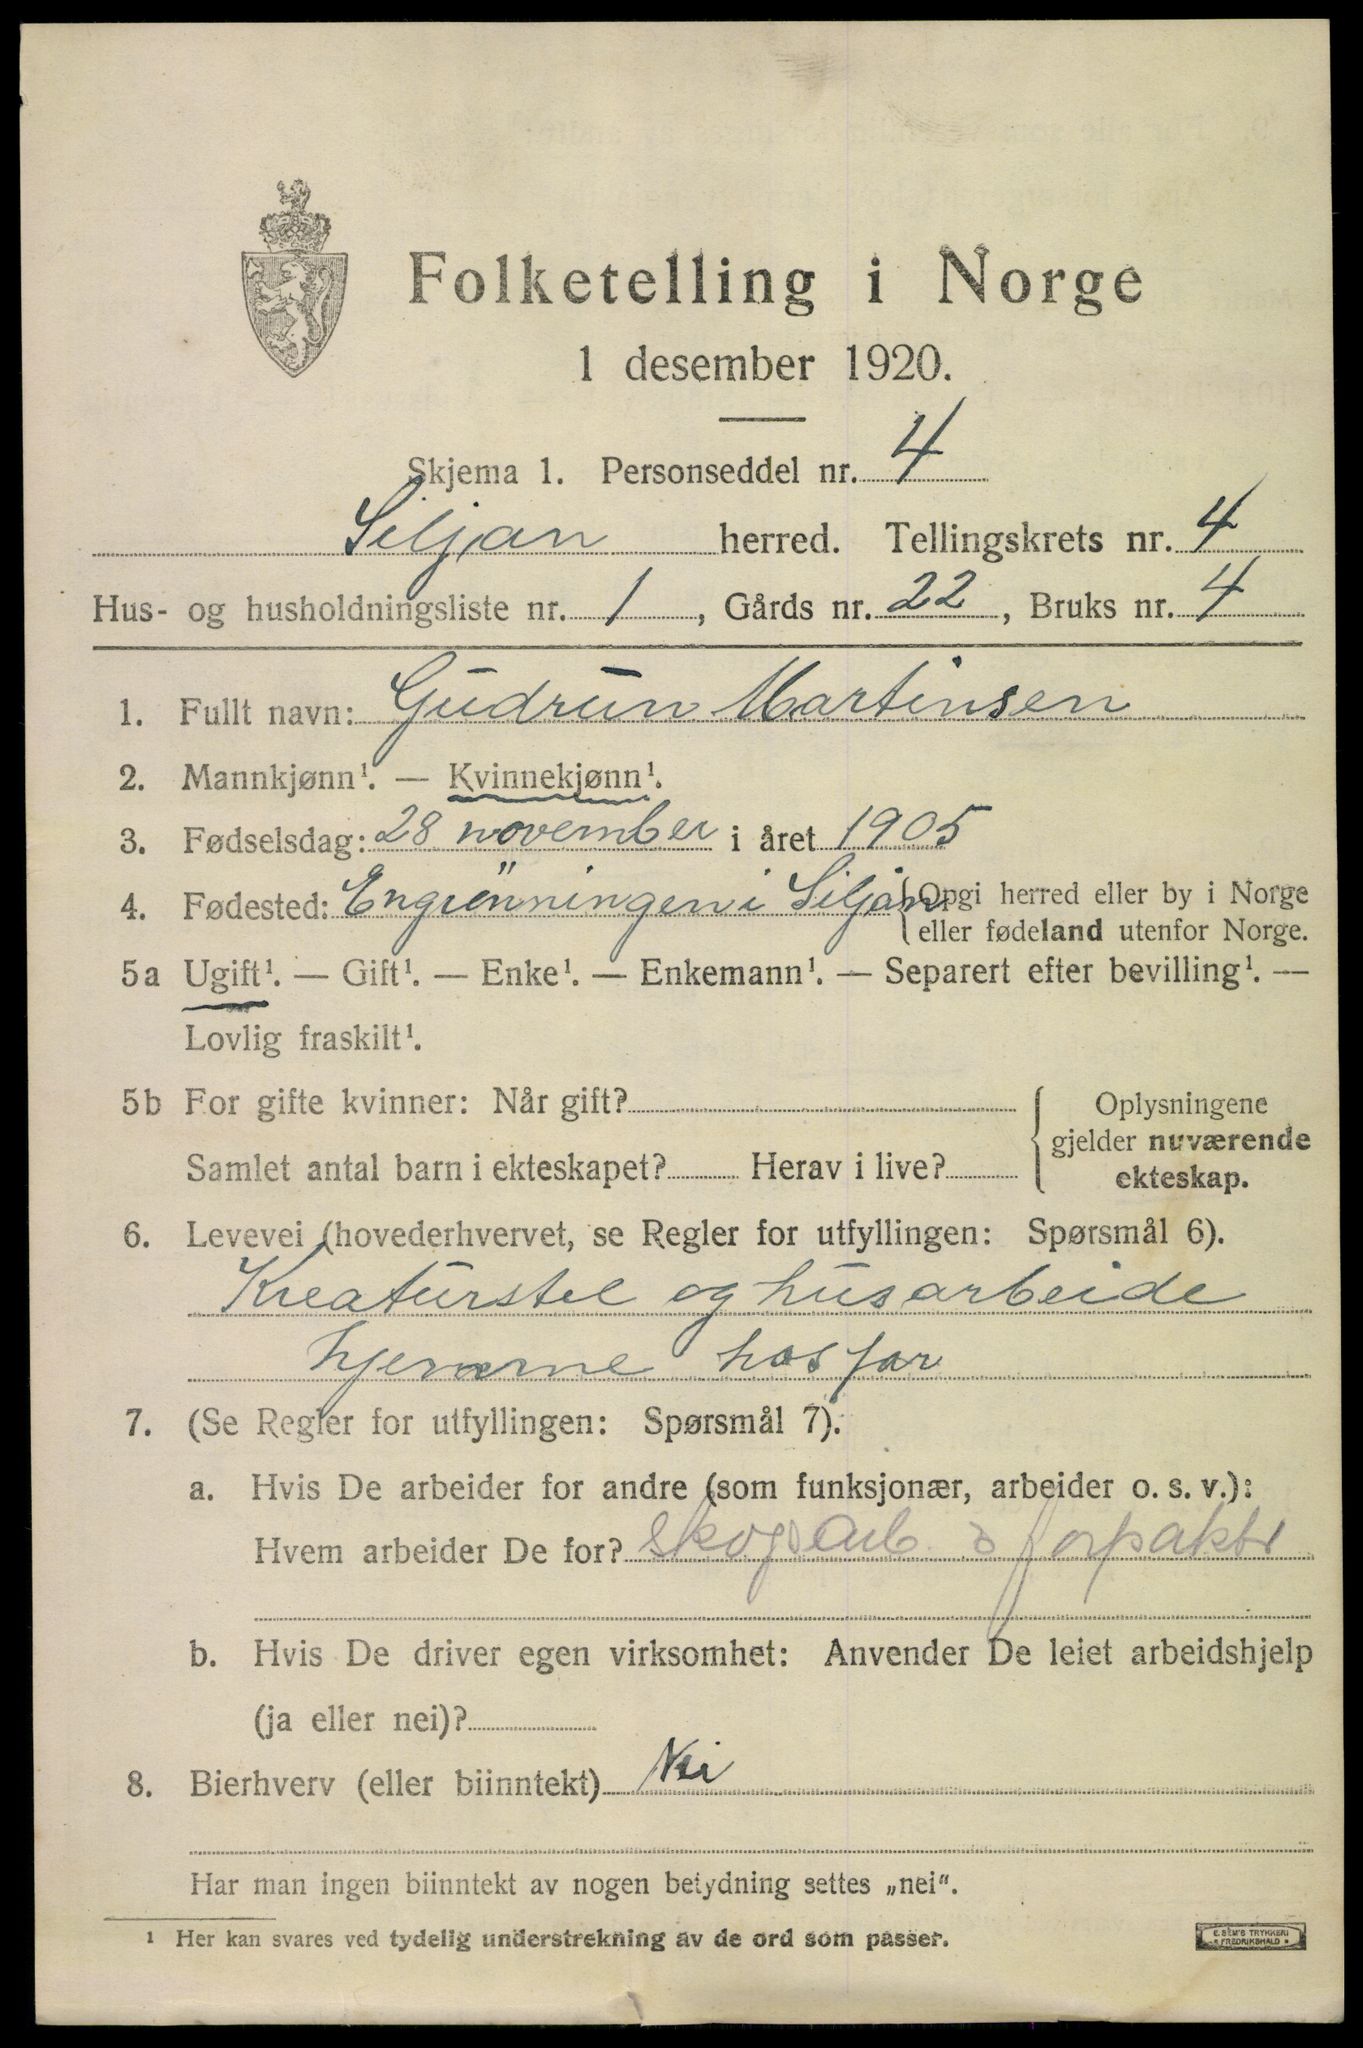 Folketelling i Norge
1 desember 1920.
Skjema 1. Personseddel nr. 4
Siljan herred. Tellingskrets nr. 4
Hus- og husholdningsliste nr. 1, Gårds nr. 22, Bruks nr. 4
1. Fullt navn: Gudrun Martinsen
2. Mannkjønn¹. — Kvinnekjønn¹.
3. Fødselsdag: 28 november i året 1905
4. Fødested: Engrønningen i Siljan {Opgi herred eller by i Norge
eller fødeland utenfor Norge.
5a Ugift¹. — Gift¹. — Enke¹. — Enkemann¹. — Separert efter bevilling¹. —
Lovlig fraskilt¹.
5b For gifte kvinner: Når gift? { Oplysningene
gjelder nuværende
Samlet antal barn i ekteskapet? Herav i live? ekteskap.
6. Levevei (hovederhvervet, se Regler for utfyllingen: Spørsmål 6).
Kreaturstel og husarbeide
hjemme hos far
7. (Se Regler for utfyllingen: Spørsmål 7).
a. Hvis De arbeider for andre (som funksjonær, arbeider o. s. v.):
Hvem arbeider De for? skogsarb. o forpakter
b. Hvis De driver egen virksomhet: Anvender De leiet arbeidshjelp
(ja eller nei)?
8. Bierhverv (eller biinntekt) Nei
Har man ingen biinntekt av nogen betydning settes „nei“.
¹ Her kan svares ved tydelig understrekning av de ord som passer.
E. SEM'S TRYKKERI
FREDRIKSHALD